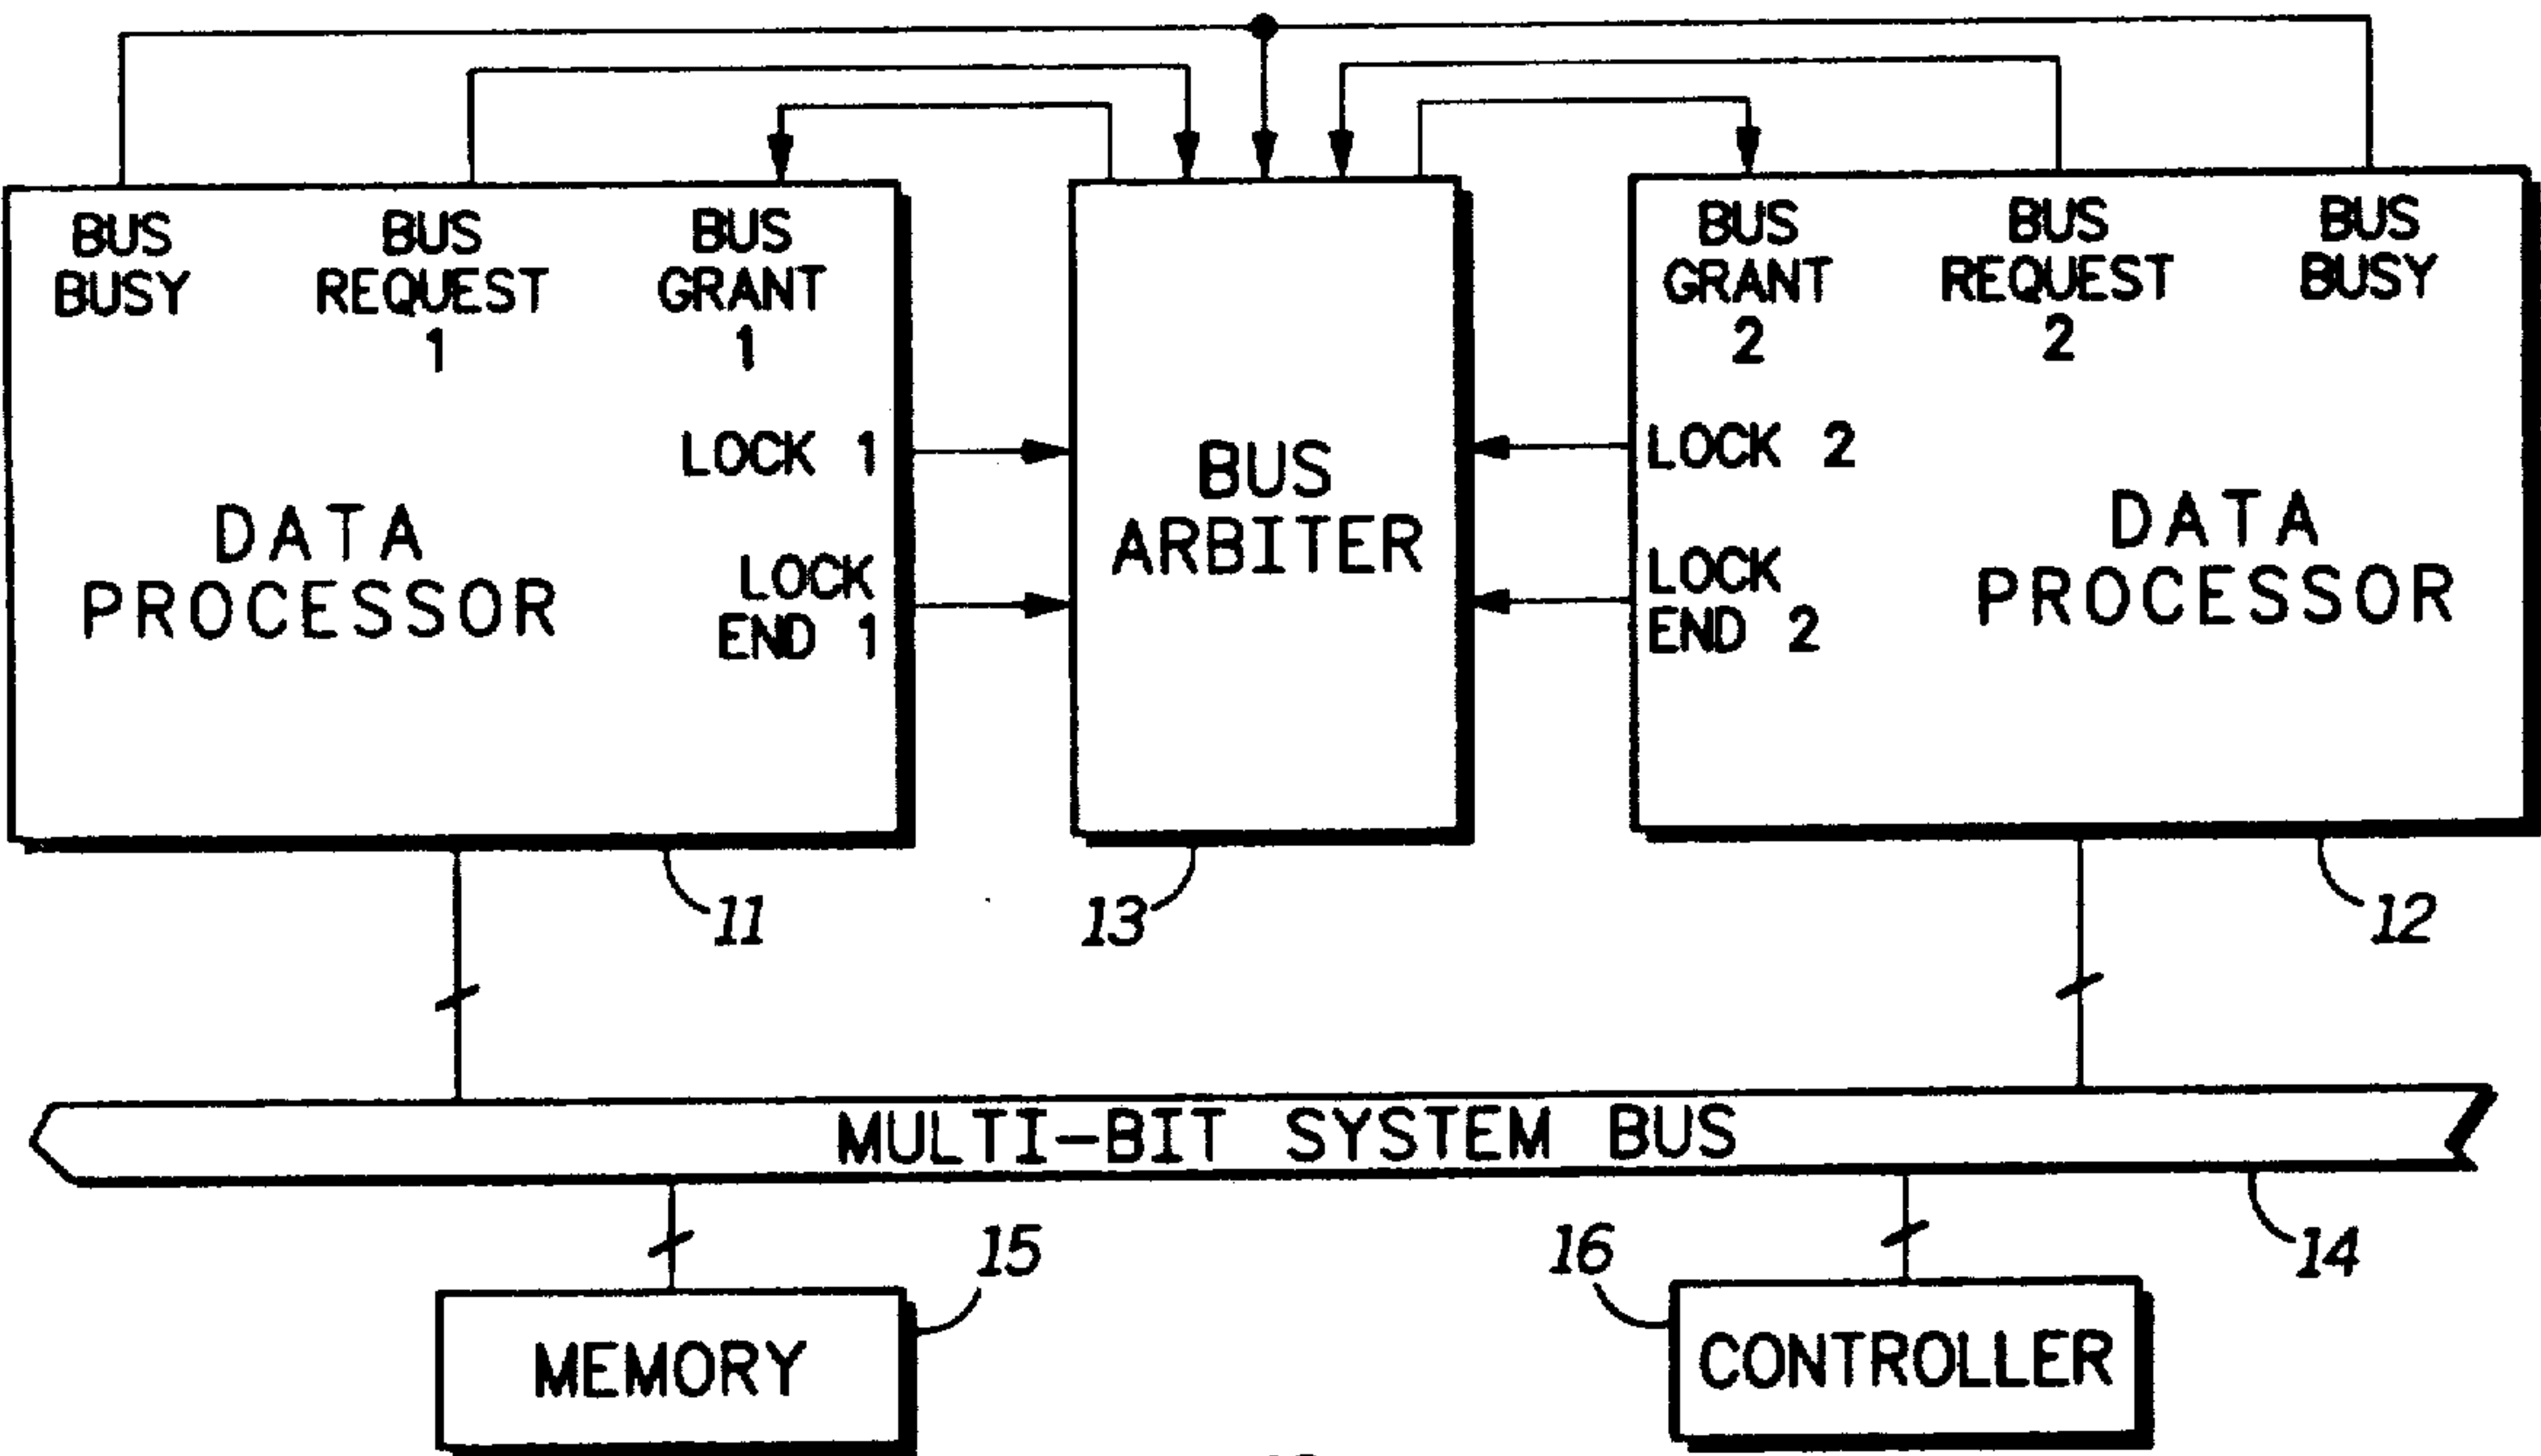 BUS
BUSY
BUS
REQUEST
1
BUS
GRANT
1
LOCK 1
LOCK
END 1
DATA
PROCESSOR
BUS
ARBITER
BUS
GRANT
2
BUS
REQUEST
2
BUS
BUSY
LOCK 2
LOCK
END 2
DATA
PROCESSOR
11
13
12
MULTI-BIT SYSTEM BUS
15
16
14
MEMORY
CONTROLLER